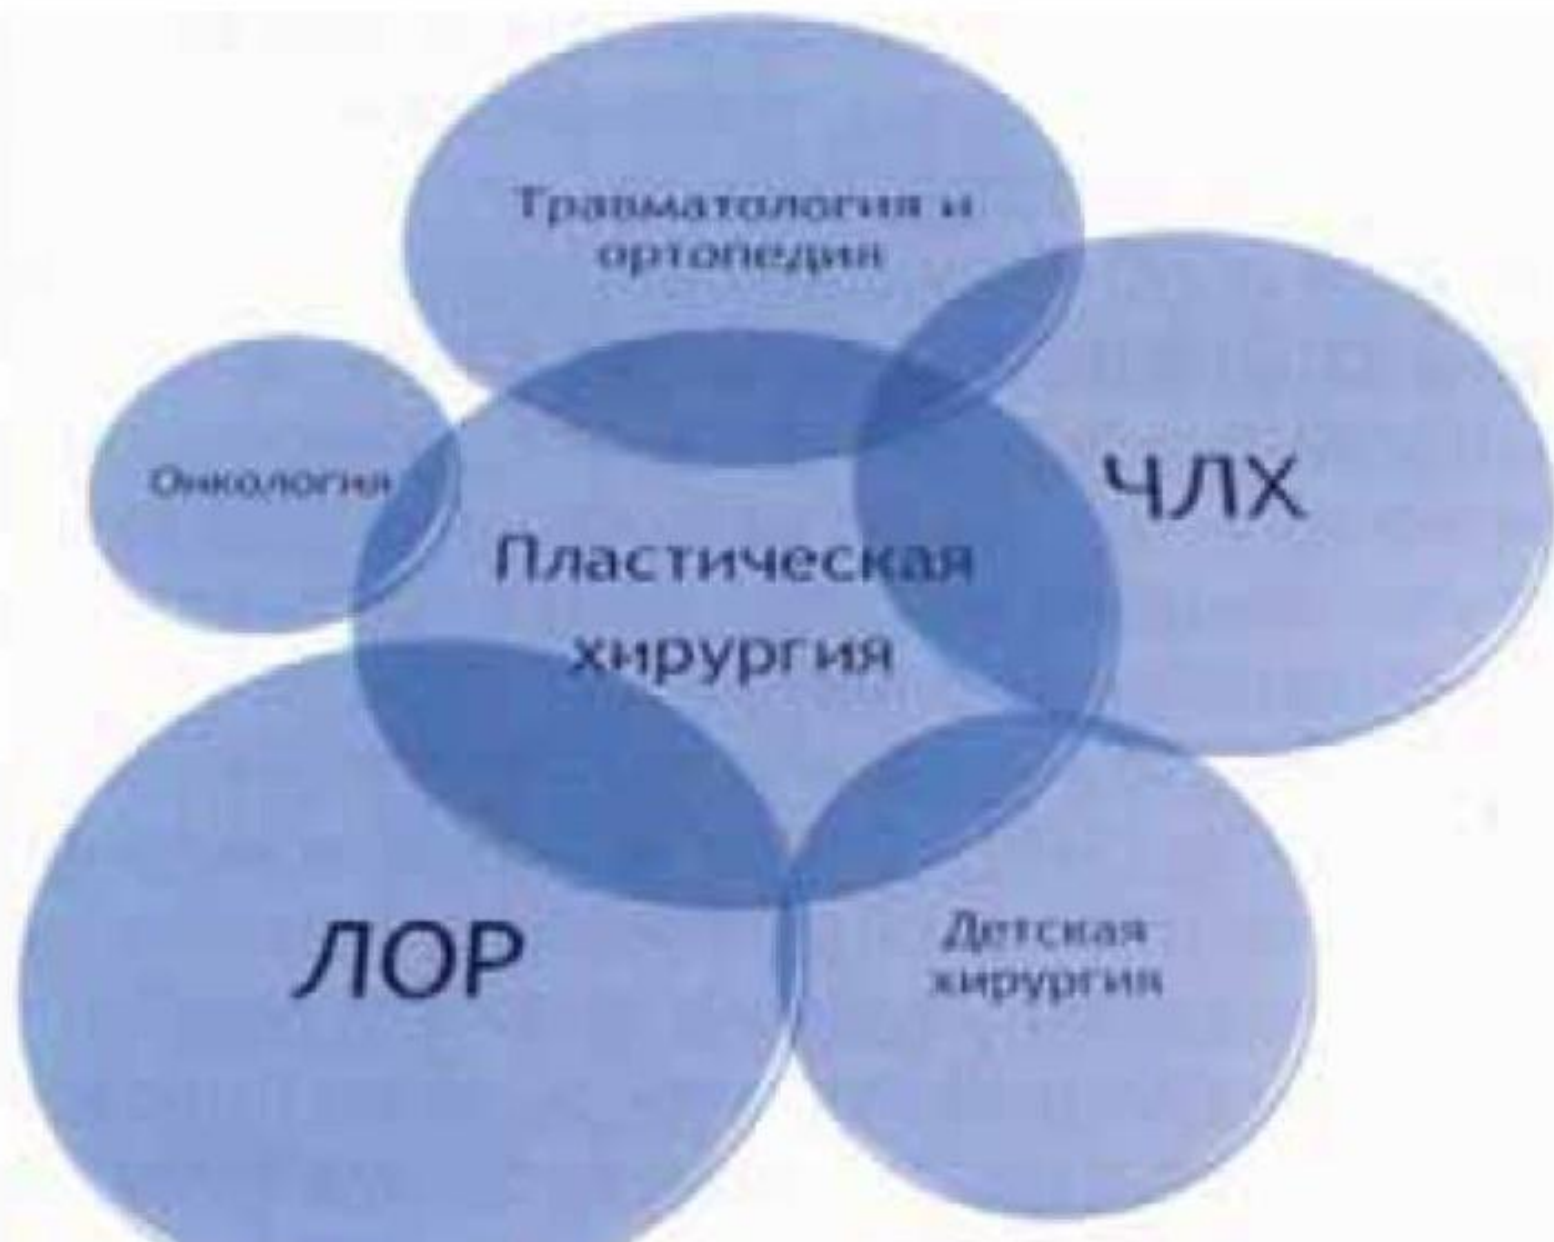 Травматология и
ортопедия
Онкология
ЧЛХ
Пластическая
хирургия
ЛОР
Детская
хирургия